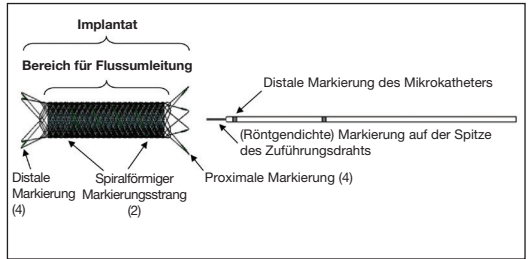 Implantat
Bereich für Flussumleitung
Distale Markierung des Mikrokatheters
(Röntgendichte) Markierung auf der Spitze
des Zuführungsdrahts
Distale
Markierung
(4)
Spiralförmiger
Markierungsstrang
(2)
Proximale Markierung (4)